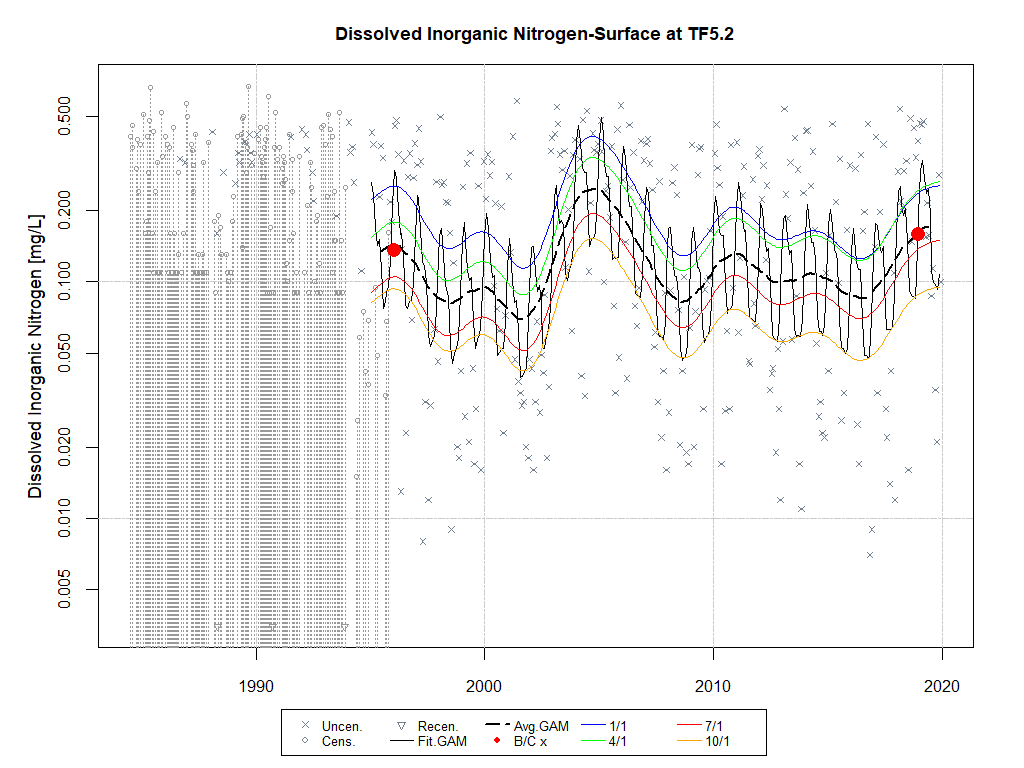 Dissolved Inorganic Nitrogen-Surface at TF5.2
Dissolved Inorganic Nitrogen [mg/L]
0.500
0.200
0.100
0.050
0.020
0.010
0.005
1990 2000 2010 2020
Uncen. Recen. Avg.GAM 1/1 7/1
Cens. Fit.GAM B/C x 4/1 10/1